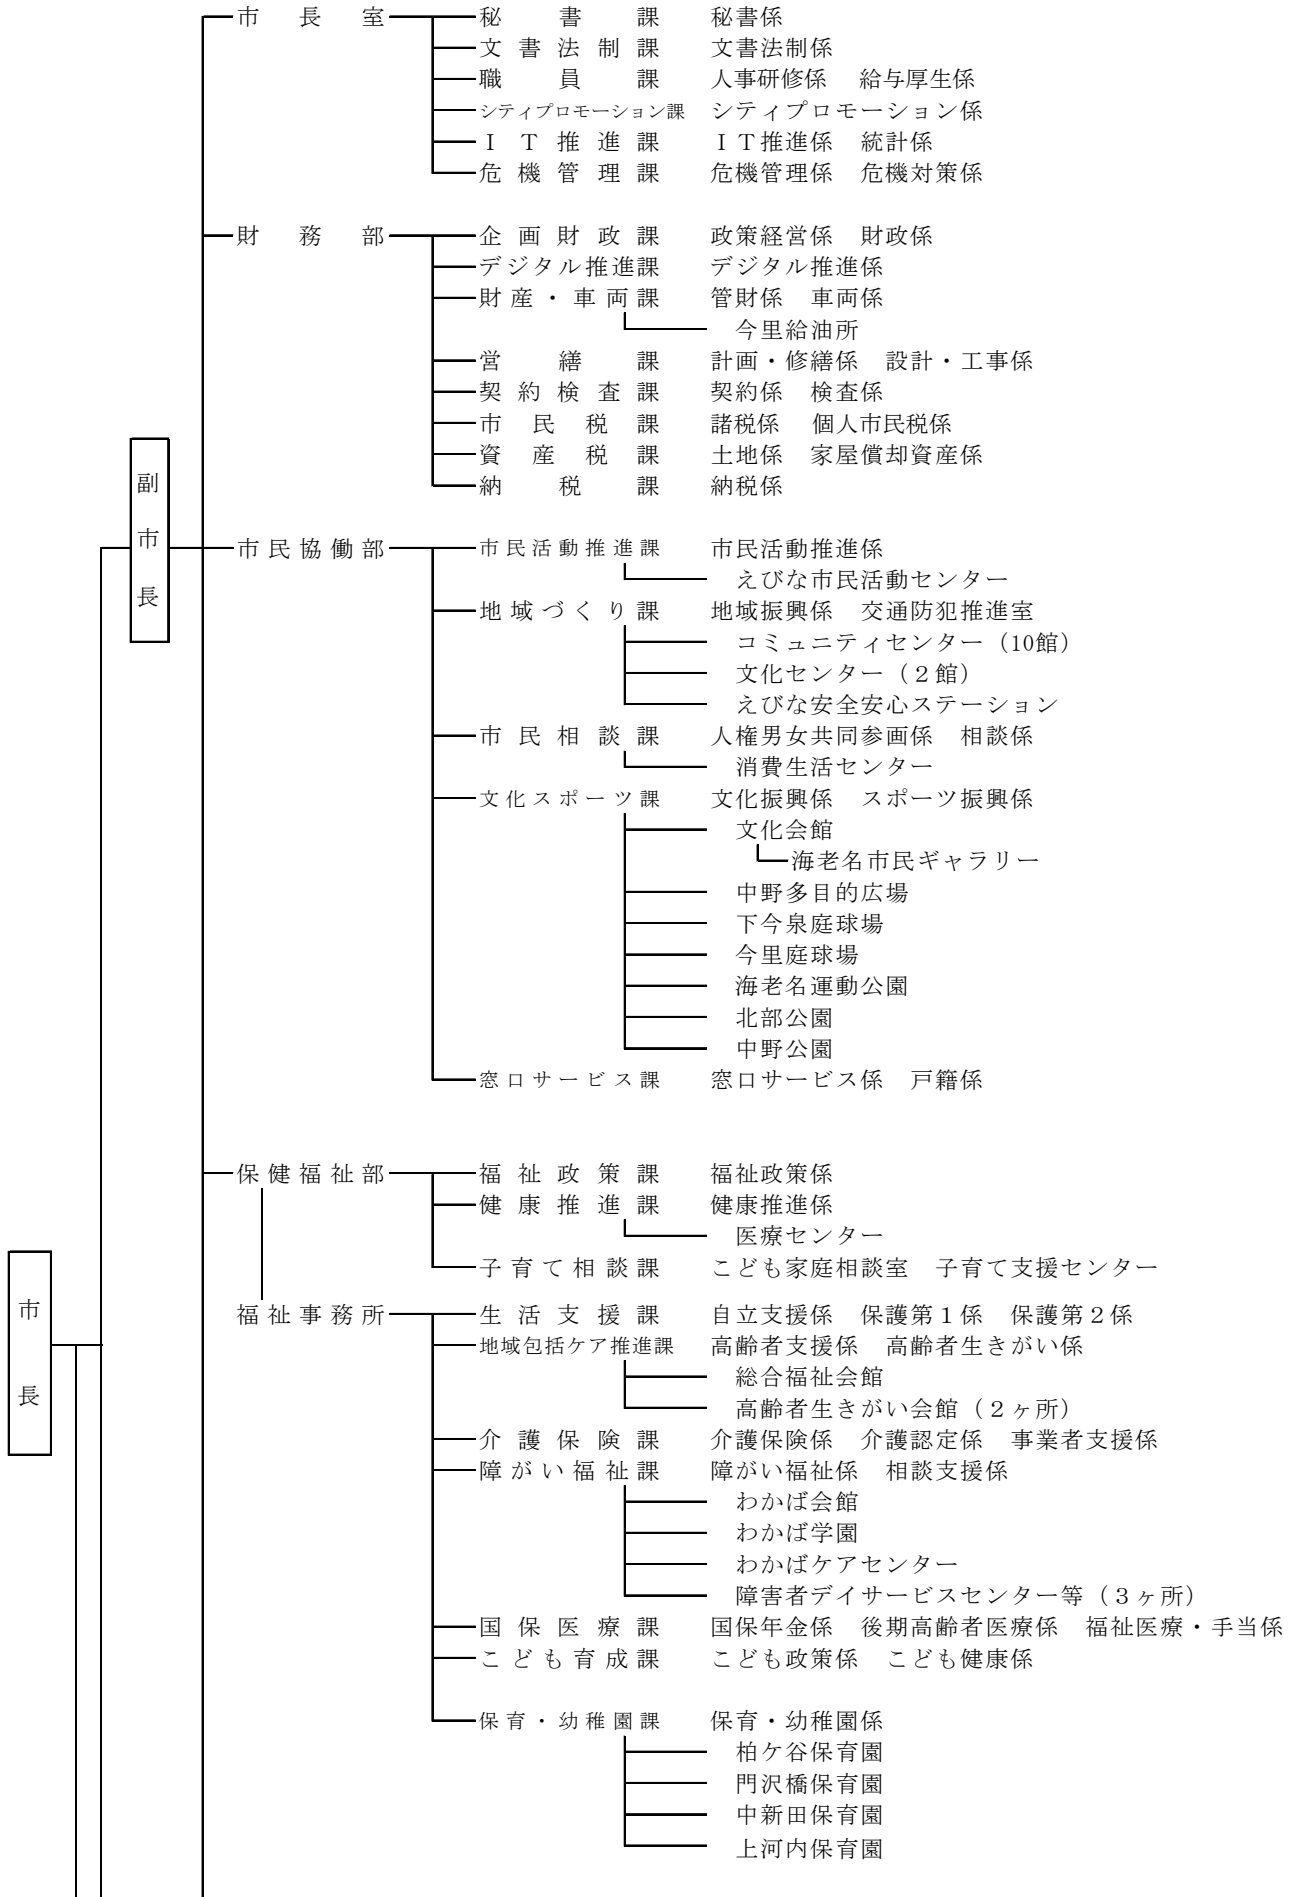 市長室 秘書課 秘書係
文書法制課 文書法制係
職員課 人事研修係 給与厚生係
シティプロモーション課 シティプロモーション係
ＩＴ推進課 ＩＴ推進係 統計係
危機管理課 危機管理係 危機対策係
財務部 企画財政課 政策経営係 財政係
デジタル推進課 デジタル推進係
財産・車両課 管財係 車両係
今里給油所
営繕課 計画・修繕係 設計・工事係
契約検査課 契約係 検査係
市民税課 諸税係 個人市民税係
資産税課 土地係 家屋償却資産係
納税課 納税係
副市長
市民協働部 市民活動推進課 市民活動推進係
えびな市民活動センター
地域づくり課 地域振興係 交通防犯推進室
コミュニティセンター（10館）
文化センター（２館）
えびな安全安心ステーション
市民相談課 人権男女共同参画係 相談係
消費生活センター
文化スポーツ課 文化振興係 スポーツ振興係
文化会館
海老名市民ギャラリー
中野多目的広場
下今泉庭球場
今里庭球場
海老名運動公園
北部公園
中野公園
窓口サービス課 窓口サービス係 戸籍係
保健福祉部 福祉政策課 福祉政策係
健康推進課 健康推進係
医療センター
子育て相談課 こども家庭相談室 子育て支援センター
市長
福祉事務所 生活支援課 自立支援係 保護第１係 保護第２係
地域包括ケア推進課 高齢者支援係 高齢者生きがい係
総合福祉会館
高齢者生きがい会館（２ヶ所）
介護保険課 介護保険係 介護認定係 事業者支援係
障がい福祉課 障がい福祉係 相談支援係
わかば会館
わかば学園
わかばケアセンター
障害者デイサービスセンター等（３ヶ所）
国保医療課 国保年金係 後期高齢者医療係 福祉医療・手当係
こども育成課 こども政策係 こども健康係
保育・幼稚園課 保育・幼稚園係
柏ケ谷保育園
門沢橋保育園
中新田保育園
上河内保育園